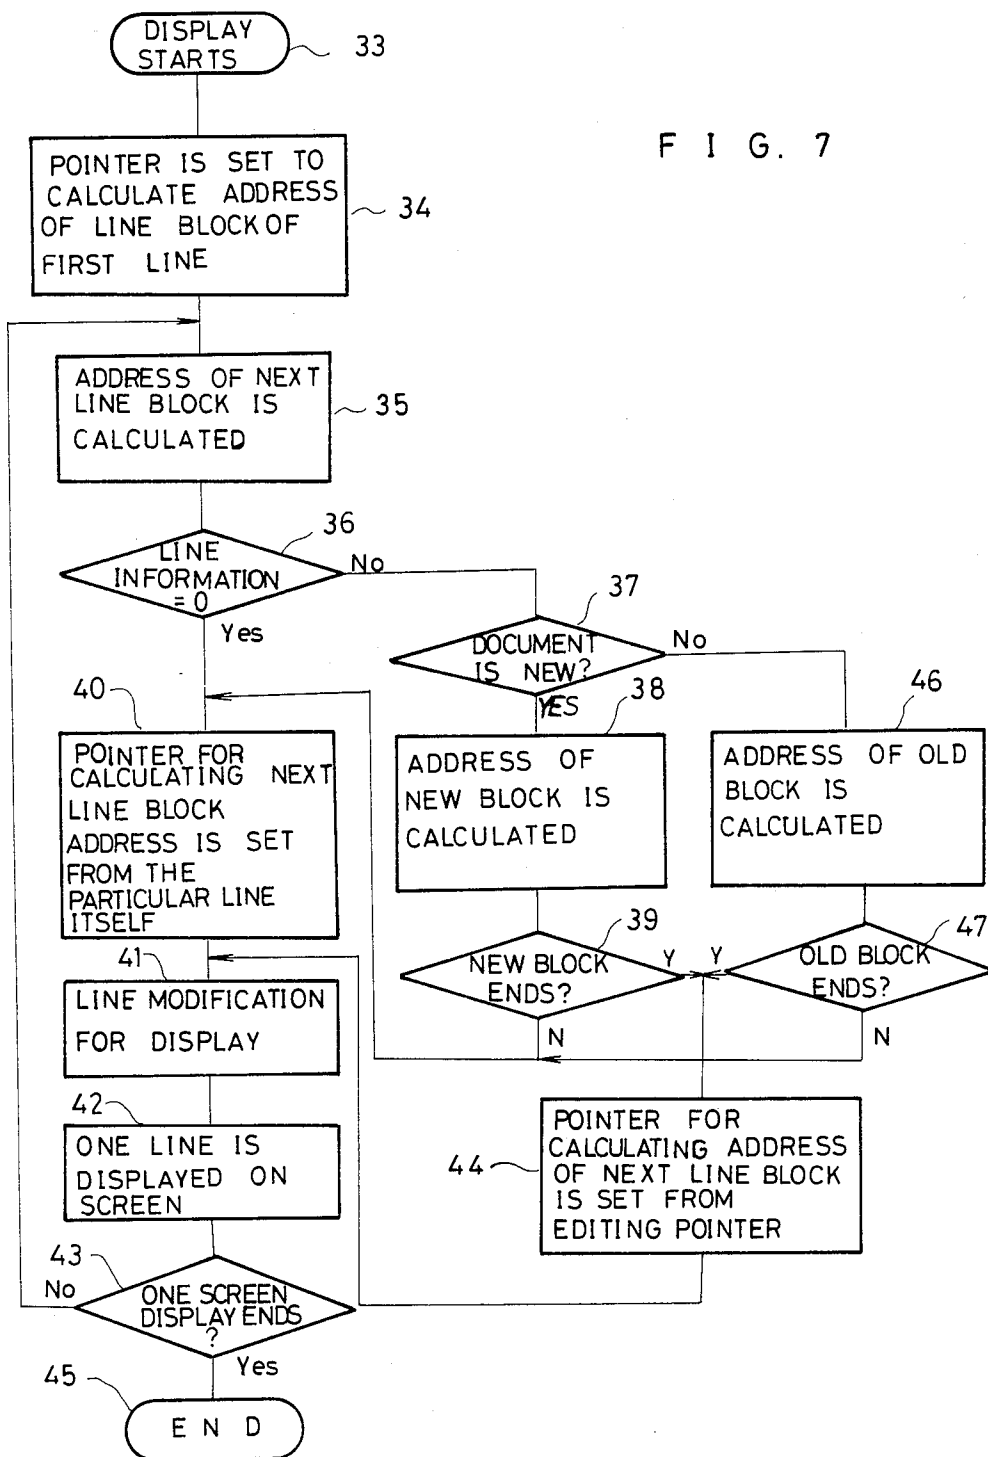 DISPLAY
STARTS
33
F I G. 7
POINTER IS SET TO
CALCULATE ADDRESS
OF LINE BLOCK OF
FIRST LINE
34
ADDRESS OF NEXT
LINE BLOCK IS
CALCULATED
35
36
LINE
INFORMATION
= 0
No
Yes
37
DOCUMENT
IS NEW?
No
YES
38
46
40
POINTER FOR
CALCULATING NEXT
LINE BLOCK
ADDRESS IS SET
FROM THE
PARTICULAR LINE
ITSELF
ADDRESS OF
NEW BLOCK IS
CALCULATED
ADDRESS OF OLD
BLOCK IS
CALCULATED
39
47
NEW BLOCK
ENDS?
Y
N
OLD BLOCK
ENDS?
Y
N
41
LINE MODIFICATION
FOR DISPLAY
42
ONE LINE IS
DISPLAYED ON
SCREEN
44
POINTER FOR
CALCULATING ADDRESS
OF NEXT LINE BLOCK
IS SET FROM
EDITING POINTER
43
No
ONE SCREEN
DISPLAY ENDS
?
Yes
45
E N D